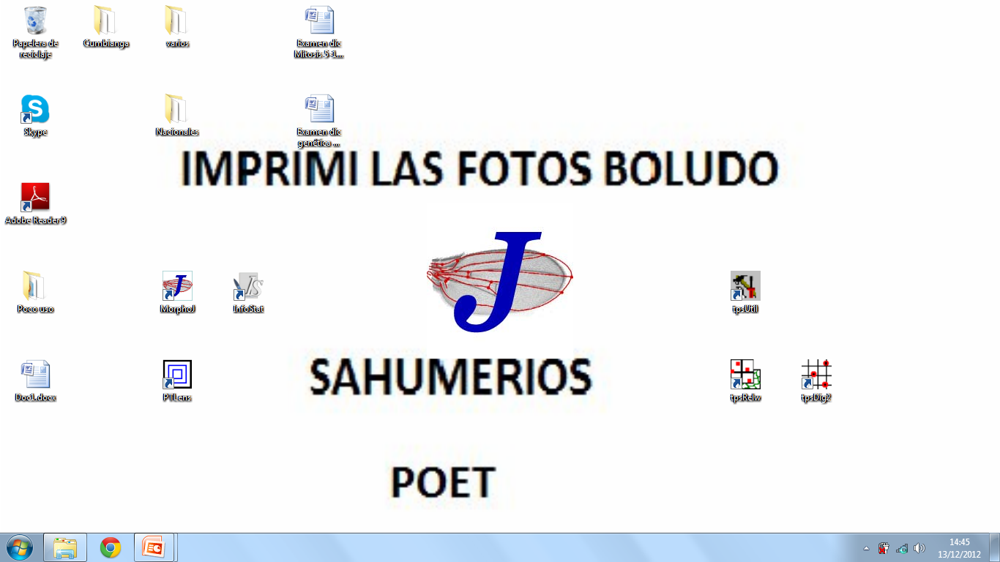 Papelera de
reciclaje
Cumbianga
varios
Examen dic
Mitosis 5-1...
Skype
Nacionales
Examen dic
genética ...
IMPRIMI LAS FOTOS BOLUDO
Adobe Reader 9
J
Poco uso
MorphoJ
InfoStat
tpsUtil
SAHUMERIOS
Doc1.docx
PTLens
tpsRelw
tpsDig2
POET
14:45
13/12/2012